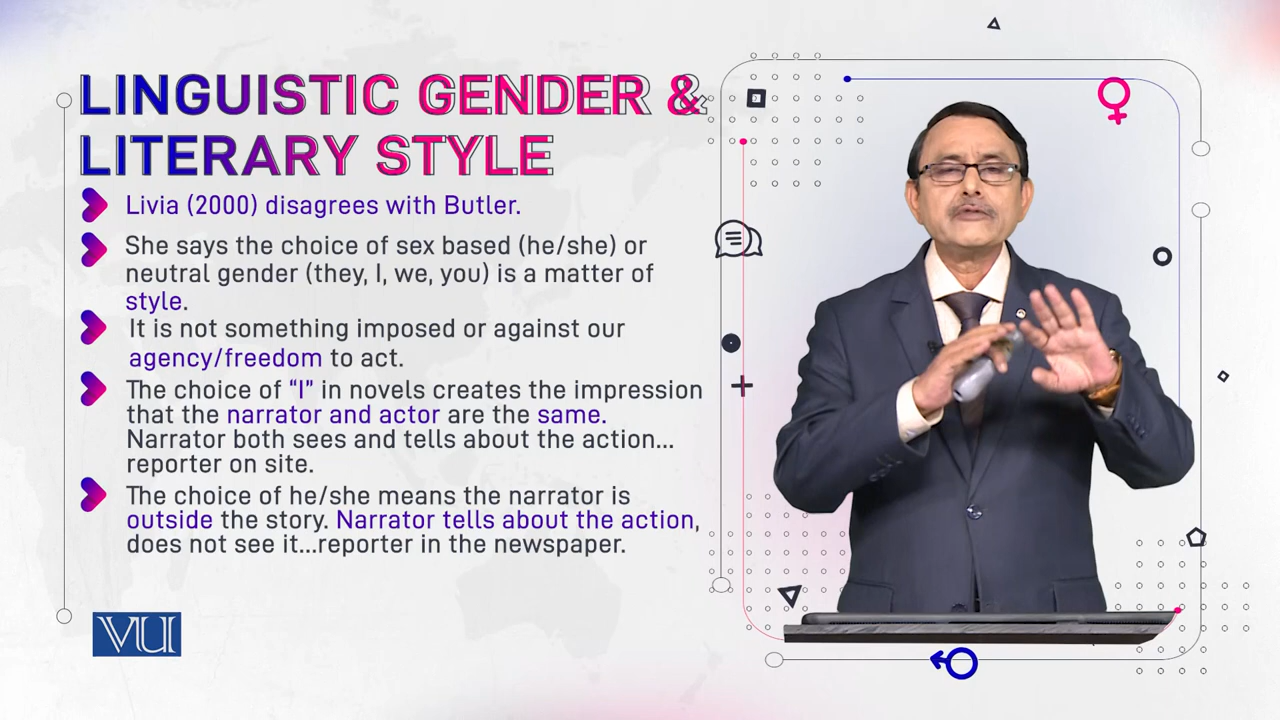 LINGUISTIC GENDER &
LITERARY STYLE
Livia (2000) disagrees with Butler.
She says the choice of sex based (he/she) or
neutral gender (they, I, we, you) is a matter of
style.
It is not something imposed or against our
agency/freedom to act.
The choice of “I” in novels creates the impression
that the narrator and actor are the same.
Narrator both sees and tells about the action...
reporter on site.
The choice of he/she means the narrator is
outside the story. Narrator tells about the action,
does not see it...reporter in the newspaper.
VU